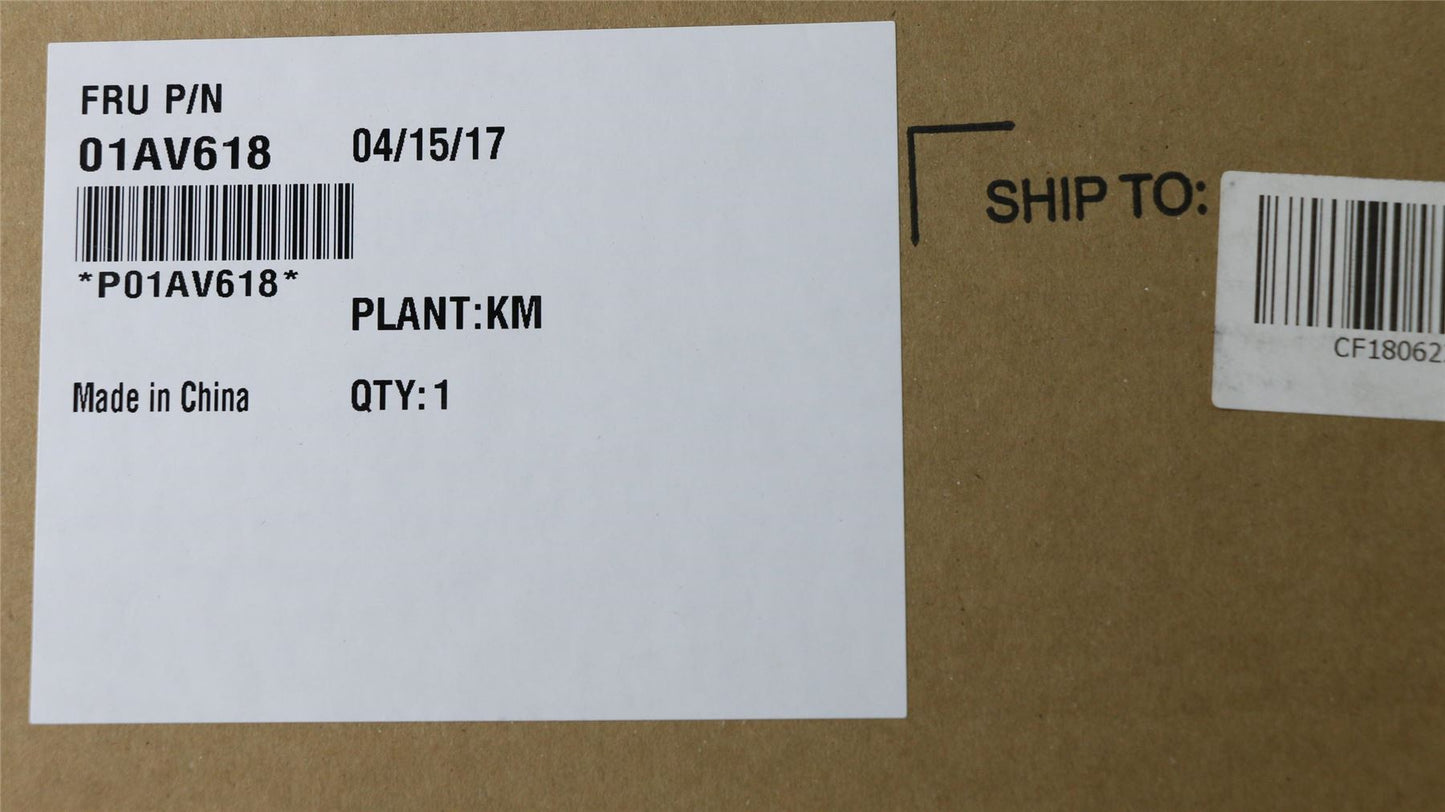 FRU P/N
01AV618
04/15/17
*P01AV618*
PLANT:KM
Made in China
QTY: 1
SHIP TO:
CF18062